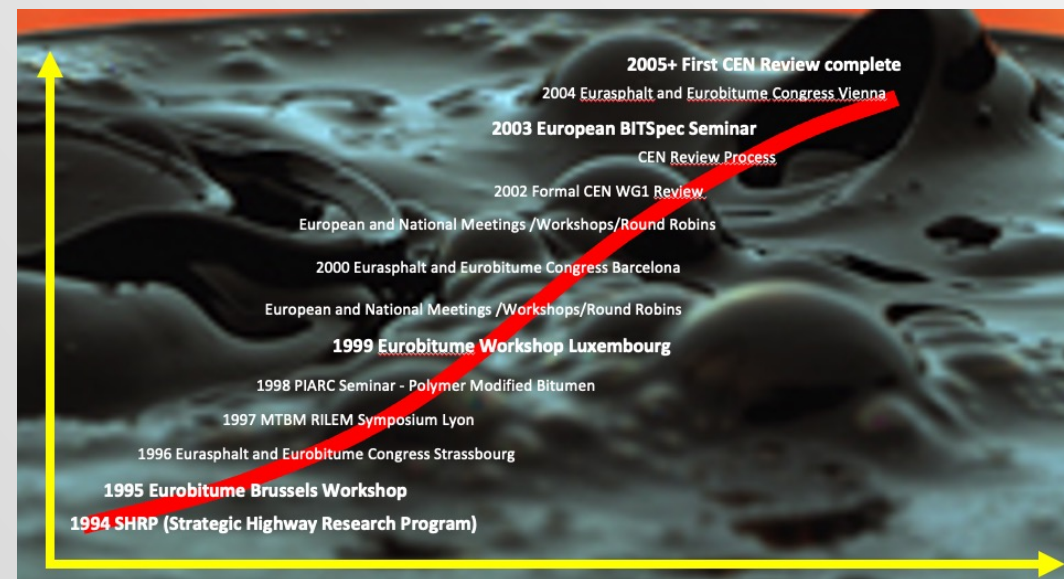 2005+ First CEN Review complete
2004 Eurasphalt and Eurobitume Congress Vienna
2003 European BITSpec Seminar
CEN Review Process
2002 Formal CEN WG1 Review
European and National Meetings /Workshops/Round Robins
2000 Eurasphalt and Eurobitume Congress Barcelona
European and National Meetings /Workshops/Round Robins
1999 Eurobitume Workshop Luxembourg
1998 PIARC Seminar - Polymer Modified Bitumen
1997 MTBM RILEM Symposium Lyon
1996 Eurasphalt and Eurobitume Congress Strassbourg
1995 Eurobitume Brussels Workshop
1994 SHRP (Strategic Highway Research Program)